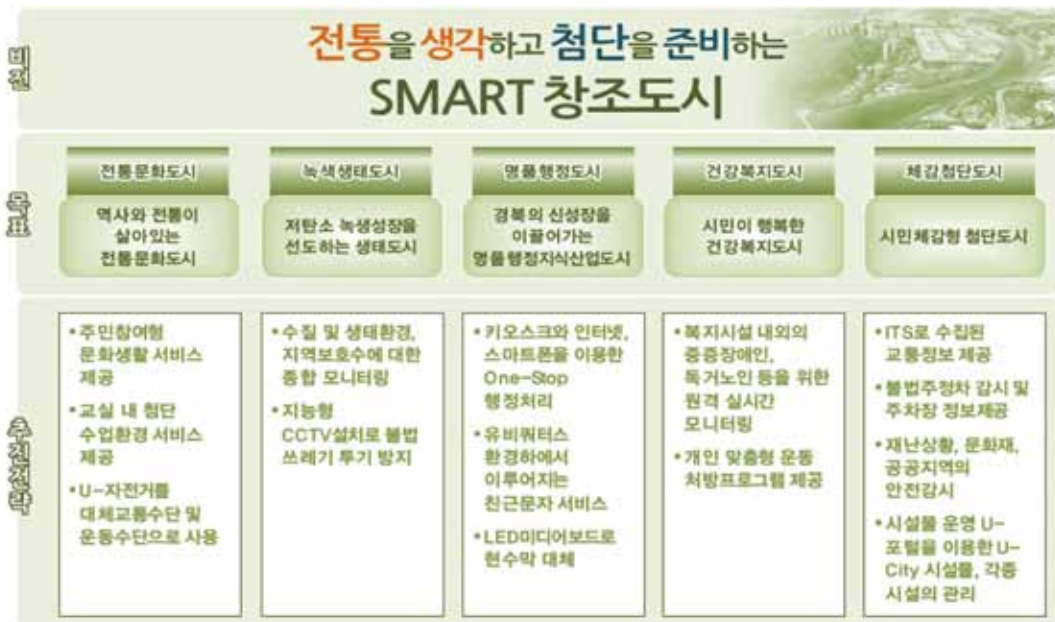 비전
전통을 생각하고 첨단을 준비하는
SMART 창조도시
목표
전통문화도시
역사와 전통이
살아있는
전통문화도시
녹색생태도시
저탄소 녹생성장을
선도하는 생태도시
명품행정도시
경북의 신성장을
이끌어가는
명품행정지식산업도시
건강복지도시
시민이 행복한
건강복지도시
체감첨단도시
시민체감형 첨단도시
추진전략
•주민참여형
문화생활 서비스
제공
•교실 내 첨단
수업환경 서비스
제공
•U-자전거를
대체교통수단 및
운동수단으로 사용
•수질 및 생태환경,
지역보호수에 대한
종합 모니터링
•지능형
CCTV설치로 불법
쓰레기 투기 방지
•키오스크와 인터넷,
스마트폰을 이용한
One-Stop
행정처리
•유비쿼터스
환경하에서
이루어지는
친근문자 서비스
•LED미디어보드로
현수막 대체
•복지시설 내외의
중증장애인,
독거노인 등을 위한
원격 실시간
모니터링
•개인 맞춤형 운동
처방프로그램 제공
•ITS로 수집된
교통정보 제공
•불법주정차 감시 및
주차장 정보제공
•재난상황, 문화재,
공공지역의
안전감시
•시설물 운영 U-
포털을 이용한 U-
City 시설물, 각종
시설의 관리